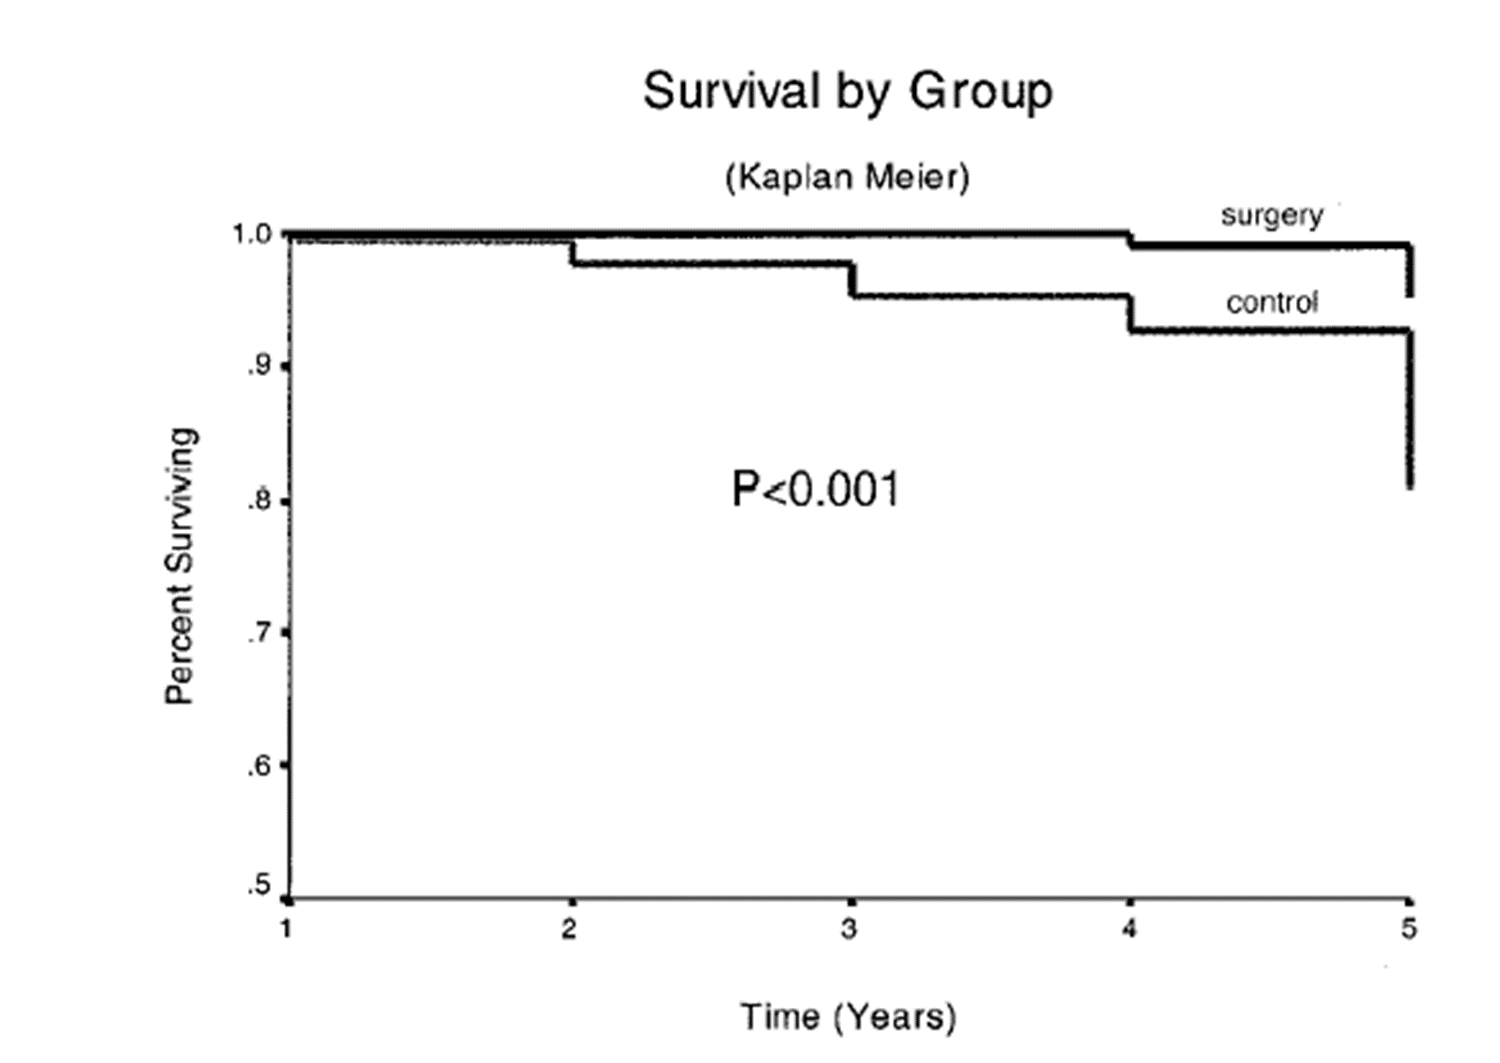 Survival by Group
(Kaplan Meier)
surgery
control
P<0.001
Percent Surviving
1.0
.9
.8
.7
.6
.5
1 2 3 4 5
Time (Years)